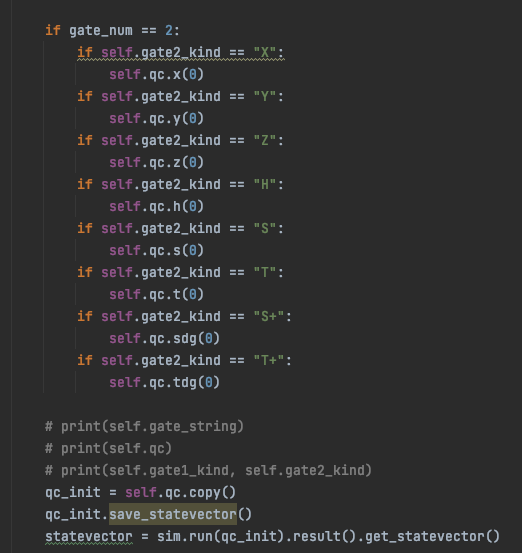 if gate_num == 2:
    if self.gate2_kind == "X":
        self.qc.x(0)
    if self.gate2_kind == "Y":
        self.qc.y(0)
    if self.gate2_kind == "Z":
        self.qc.z(0)
    if self.gate2_kind == "H":
        self.qc.h(0)
    if self.gate2_kind == "S":
        self.qc.s(0)
    if self.gate2_kind == "T":
        self.qc.t(0)
    if self.gate2_kind == "S+":
        self.qc.sdg(0)
    if self.gate2_kind == "T+":
        self.qc.tdg(0)

# print(self.gate_string)
# print(self.qc)
# print(self.gate1_kind, self.gate2_kind)
qc_init = self.qc.copy()
qc_init.save_statevector()
statevector = sim.run(qc_init).result().get_statevector()